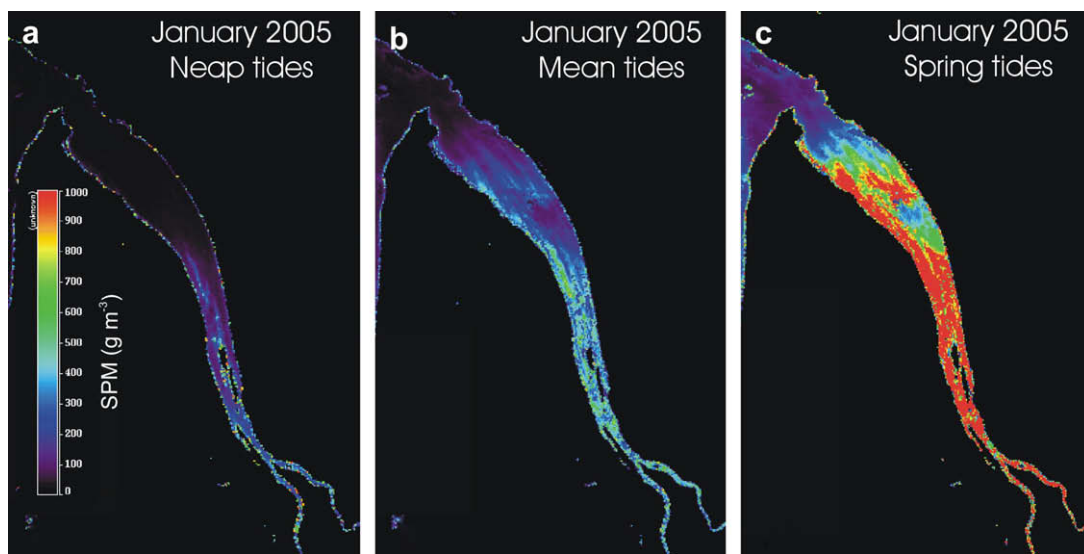 a
January 2005
Neap tides
b
January 2005
Mean tides
c
January 2005
Spring tides
(unknown)
1000
900
800
700
600
500
400
300
200
100
0
SPM (g m⁻³)